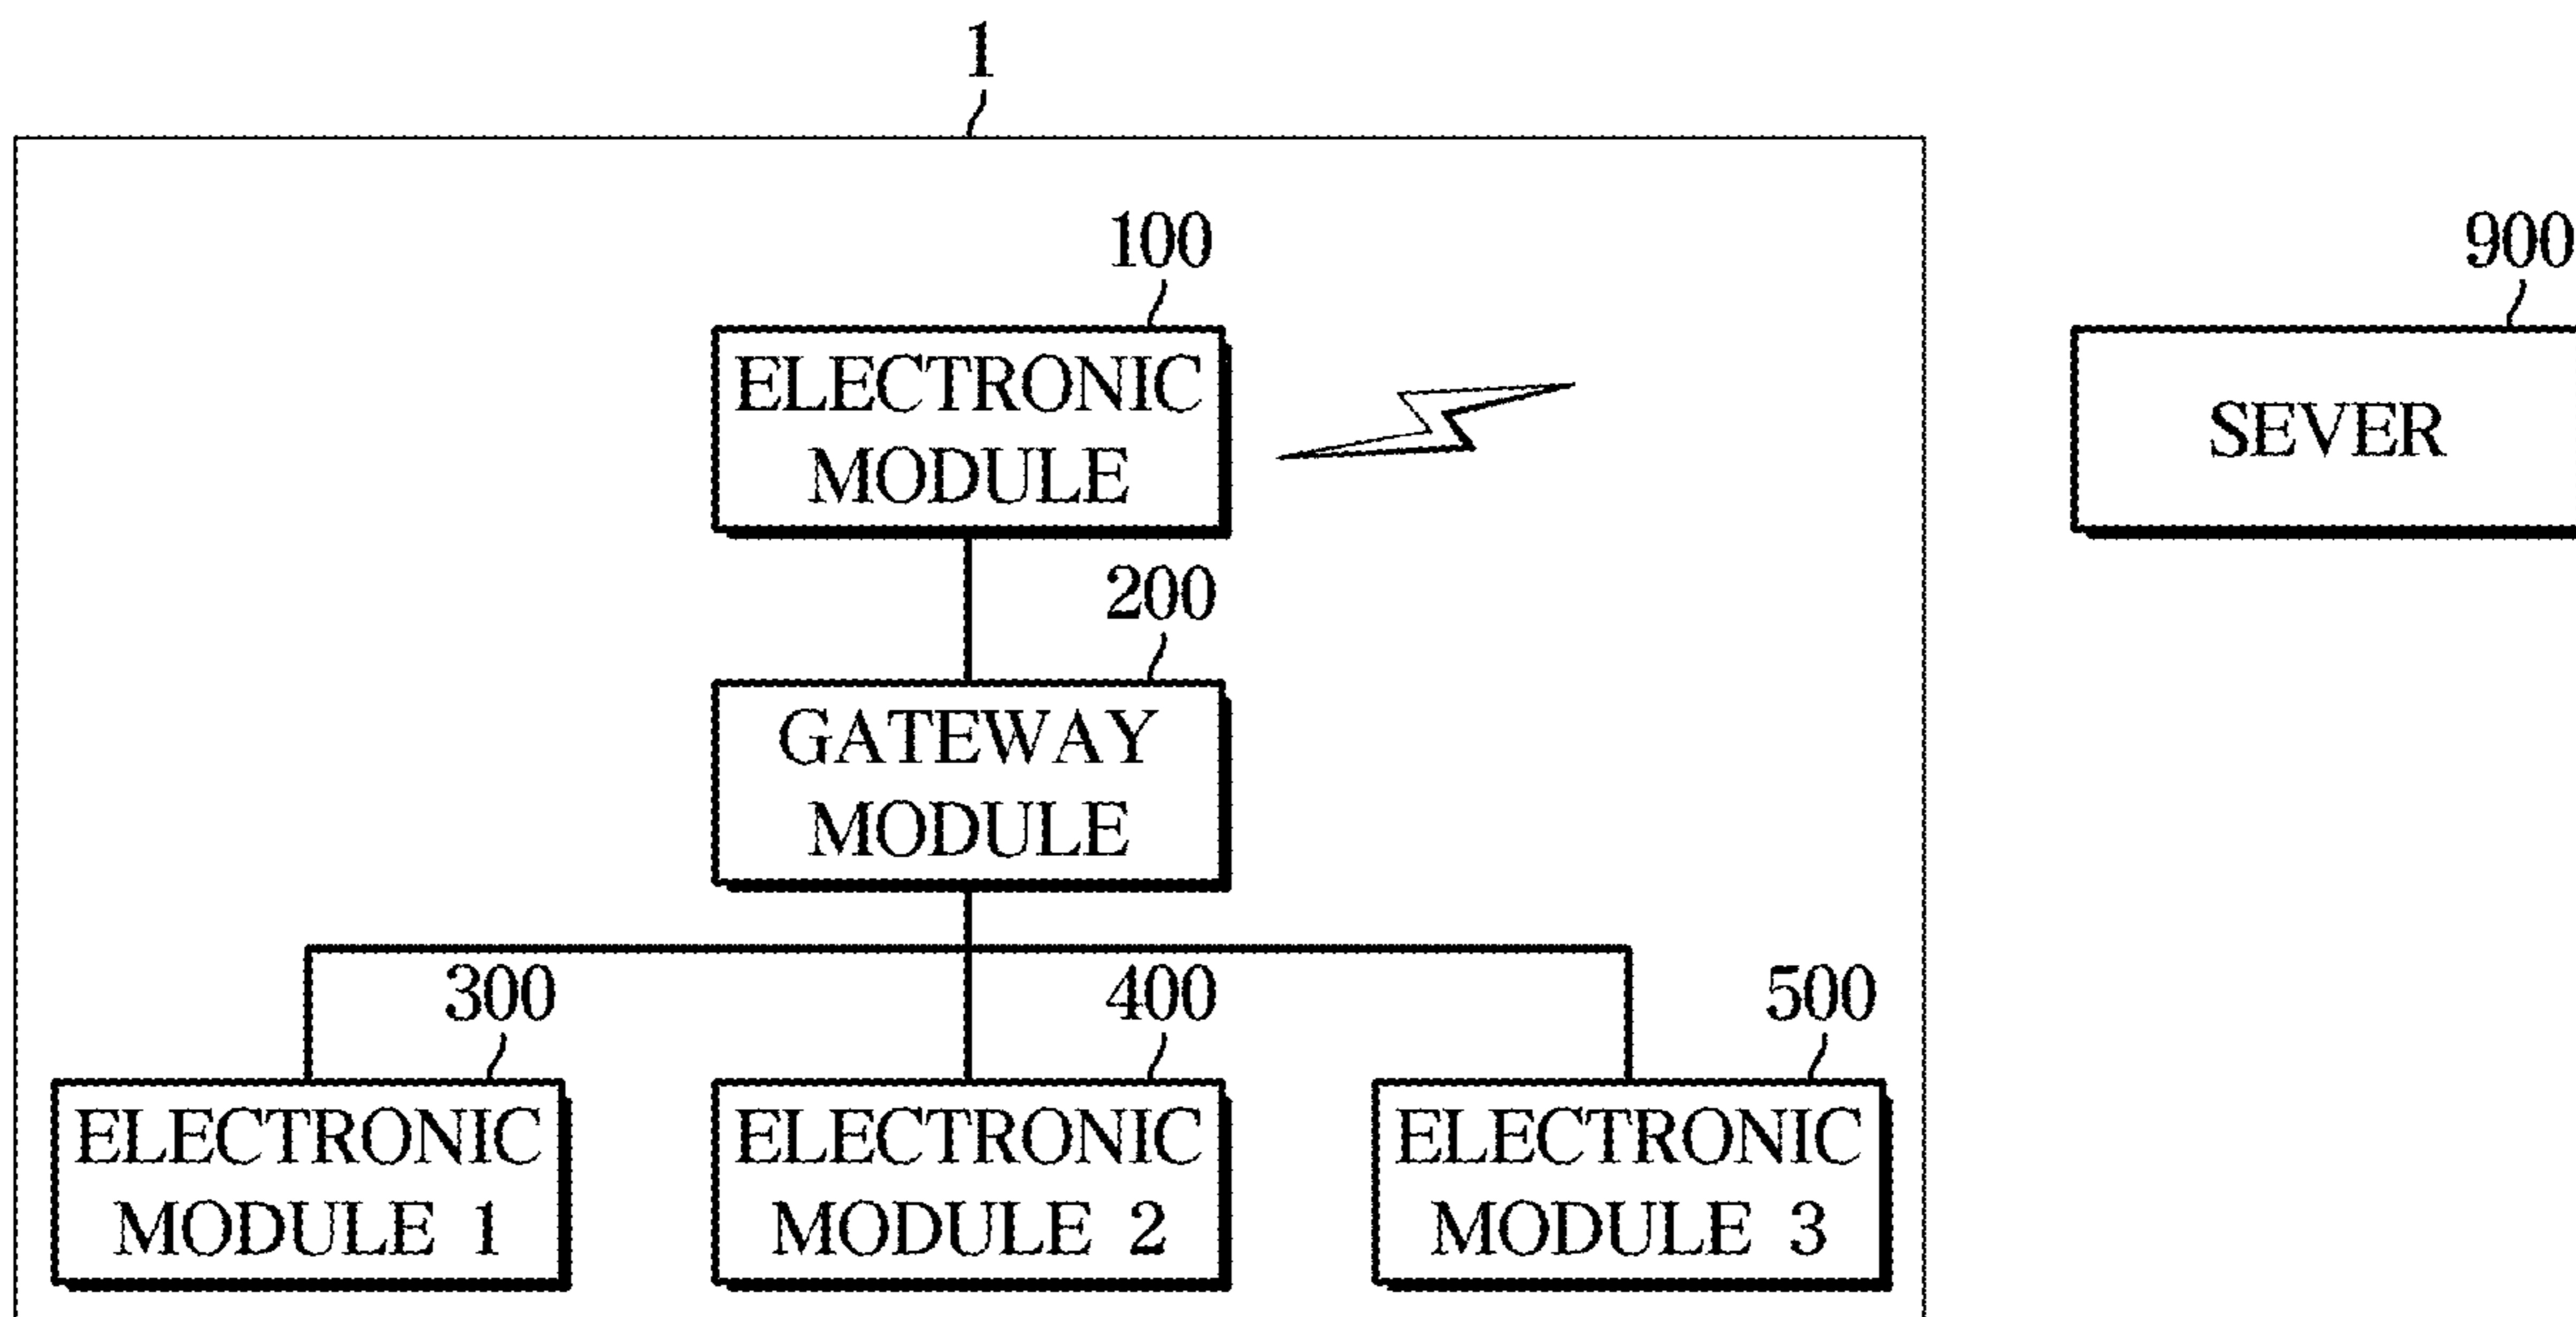 1
100
900
ELECTRONIC
MODULE
SEVER
200
GATEWAY
MODULE
300
400
500
ELECTRONIC
MODULE 1
ELECTRONIC
MODULE 2
ELECTRONIC
MODULE 3